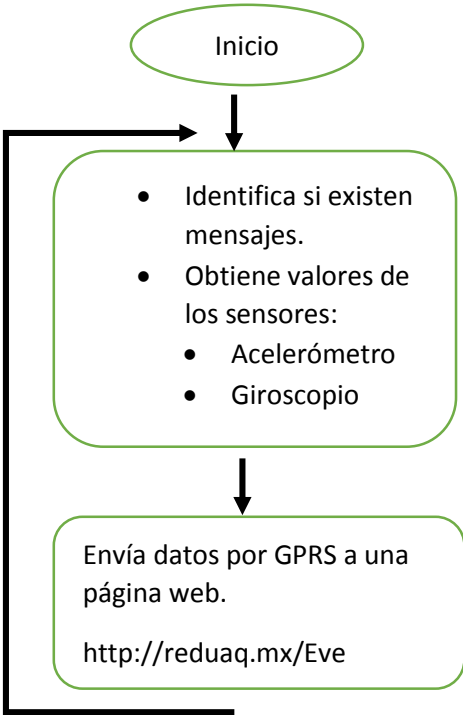 Inicio
• Identifica si existen
mensajes.
• Obtiene valores de
los sensores:
• Acelerómetro
• Giroscopio
Envía datos por GPRS a una
página web.
http://reduaq.mx/Eve